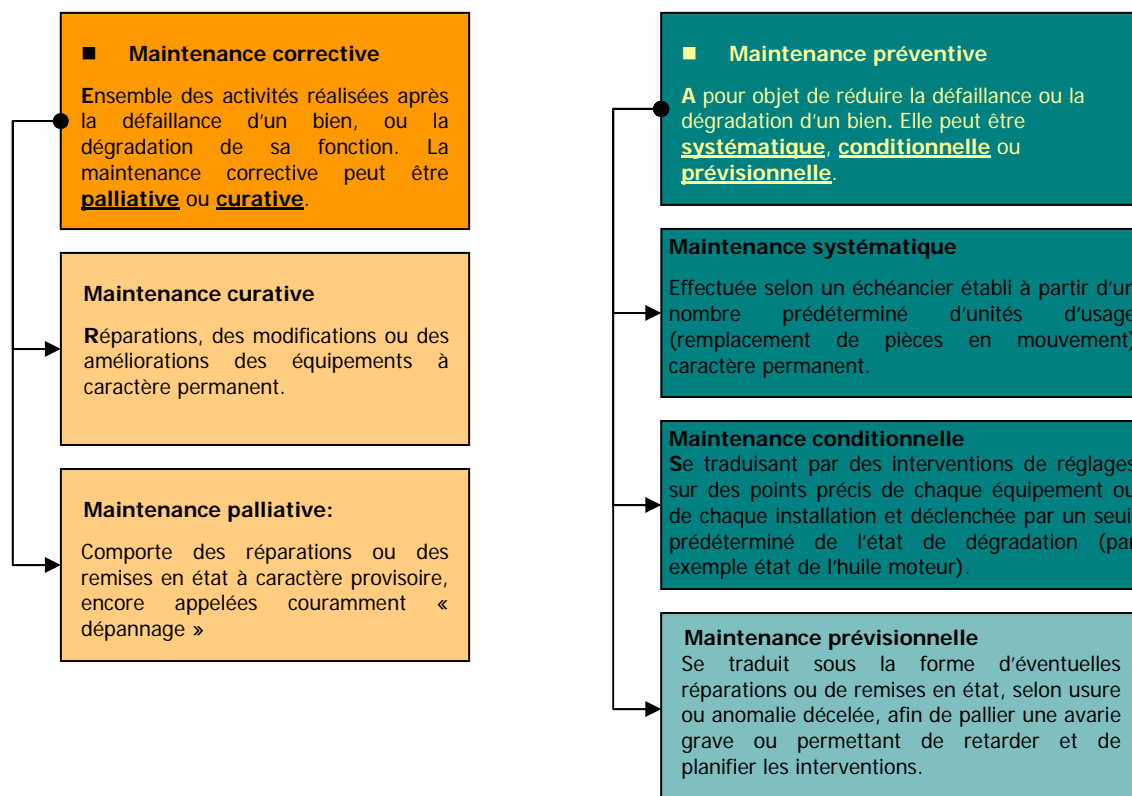 ■ Maintenance corrective
Ensemble des activités réalisées après
la défaillance d'un bien, ou la
dégradation de sa fonction. La
maintenance corrective peut être
palliative ou curative.
Maintenance curative
Réparations, des modifications ou des
améliorations des équipements à
caractère permanent.
Maintenance palliative:
Comporte des réparations ou des
remises en état à caractère provisoire,
encore appelées couramment «
dépannage »
■ Maintenance préventive
A pour objet de réduire la défaillance ou la
dégradation d'un bien. Elle peut être
systématique, conditionnelle ou
prévisionnelle.
Maintenance systématique
Effectuée selon un échéancier établi à partir d'un
nombre prédéterminé d'unités d'usage
(remplacement de pièces en mouvement)
caractère permanent.
Maintenance conditionnelle
Se traduisant par des interventions de réglages
sur des points précis de chaque équipement ou
de chaque installation et déclenchée par un seui
prédéterminé de l'état de dégradation (par
exemple état de l'huile moteur).
Maintenance prévisionnelle
Se traduit sous la forme d'éventuelles
réparations ou de remises en état, selon usure
ou anomalie décelée, afin de pallier une avarie
grave ou permettant de retarder et de
planifier les interventions.